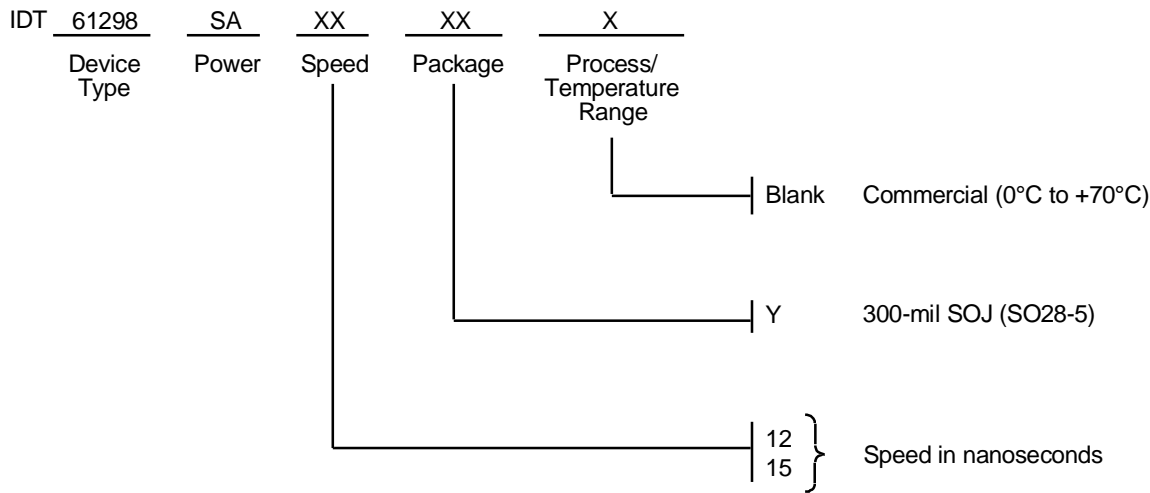 IDT 61298 SA XX XX X
Device Type
Power
Speed
Package
Process/
Temperature
Range
Blank Commercial (0°C to +70°C)
Y 300-mil SOJ (SO28-5)
12
15
Speed in nanoseconds